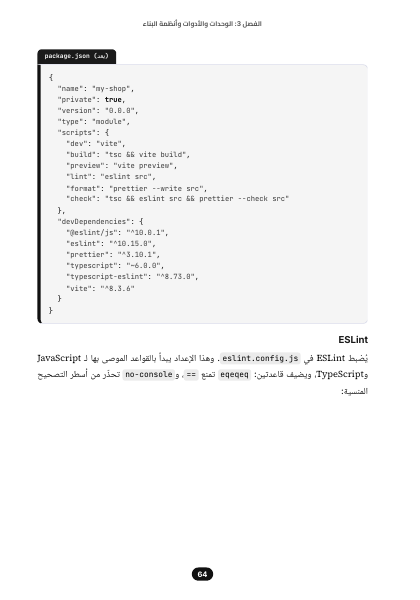 الفصل 3: الوحدات والأدوات وأنظمة البناء
package.json (بعد)
{
  "name": "my-shop",
  "private": true,
  "version": "0.0.0",
  "type": "module",
  "scripts": {
    "dev": "vite",
    "build": "tsc && vite build",
    "preview": "vite preview",
    "lint": "eslint src",
    "format": "prettier --write src",
    "check": "tsc && eslint src && prettier --check src"
  },
  "devDependencies": {
    "@eslint/js": "^10.0.1",
    "eslint": "^10.15.0",
    "prettier": "^3.10.1",
    "typescript": "~6.0.0",
    "typescript-eslint": "^8.73.0",
    "vite": "^8.3.6"
  }
}
ESLint
يُضبط ESLint في eslint.config.js. وهذا الإعداد يبدأ بالقواعد الموصى بها لـ JavaScript
وTypeScript، ويضيف قاعدتين: eqeqeq تمنع ==، و no-console تحذّر من أسطر التصحيح
المنسية:
64